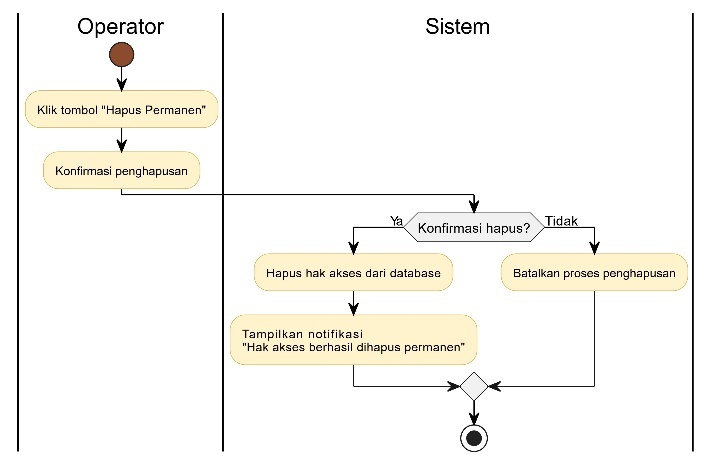 Operator
Sistem
Klik tombol "Hapus Permanen"
Konfirmasi penghapusan
Ya
Konfirmasi hapus?
Tidak
Hapus hak akses dari database
Batalkan proses penghapusan
Tampilkan notifikasi
"Hak akses berhasil dihapus permanen"